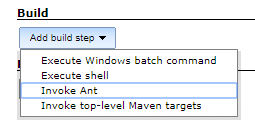 Build
Add build step
Execute Windows batch command
Execute shell
Invoke Ant
Invoke top-level Maven targets